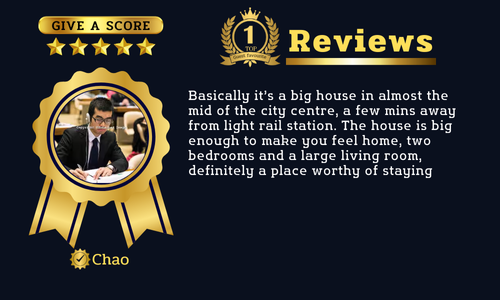 GIVE A SCORE
1
TOP
Reviews
Basically it's a big house in almost the
mid of the city centre, a few mins away
from light rail station. The house is big
enough to make you feel home, two
bedrooms and a large living room,
definitely a place worthy of staying
Chao